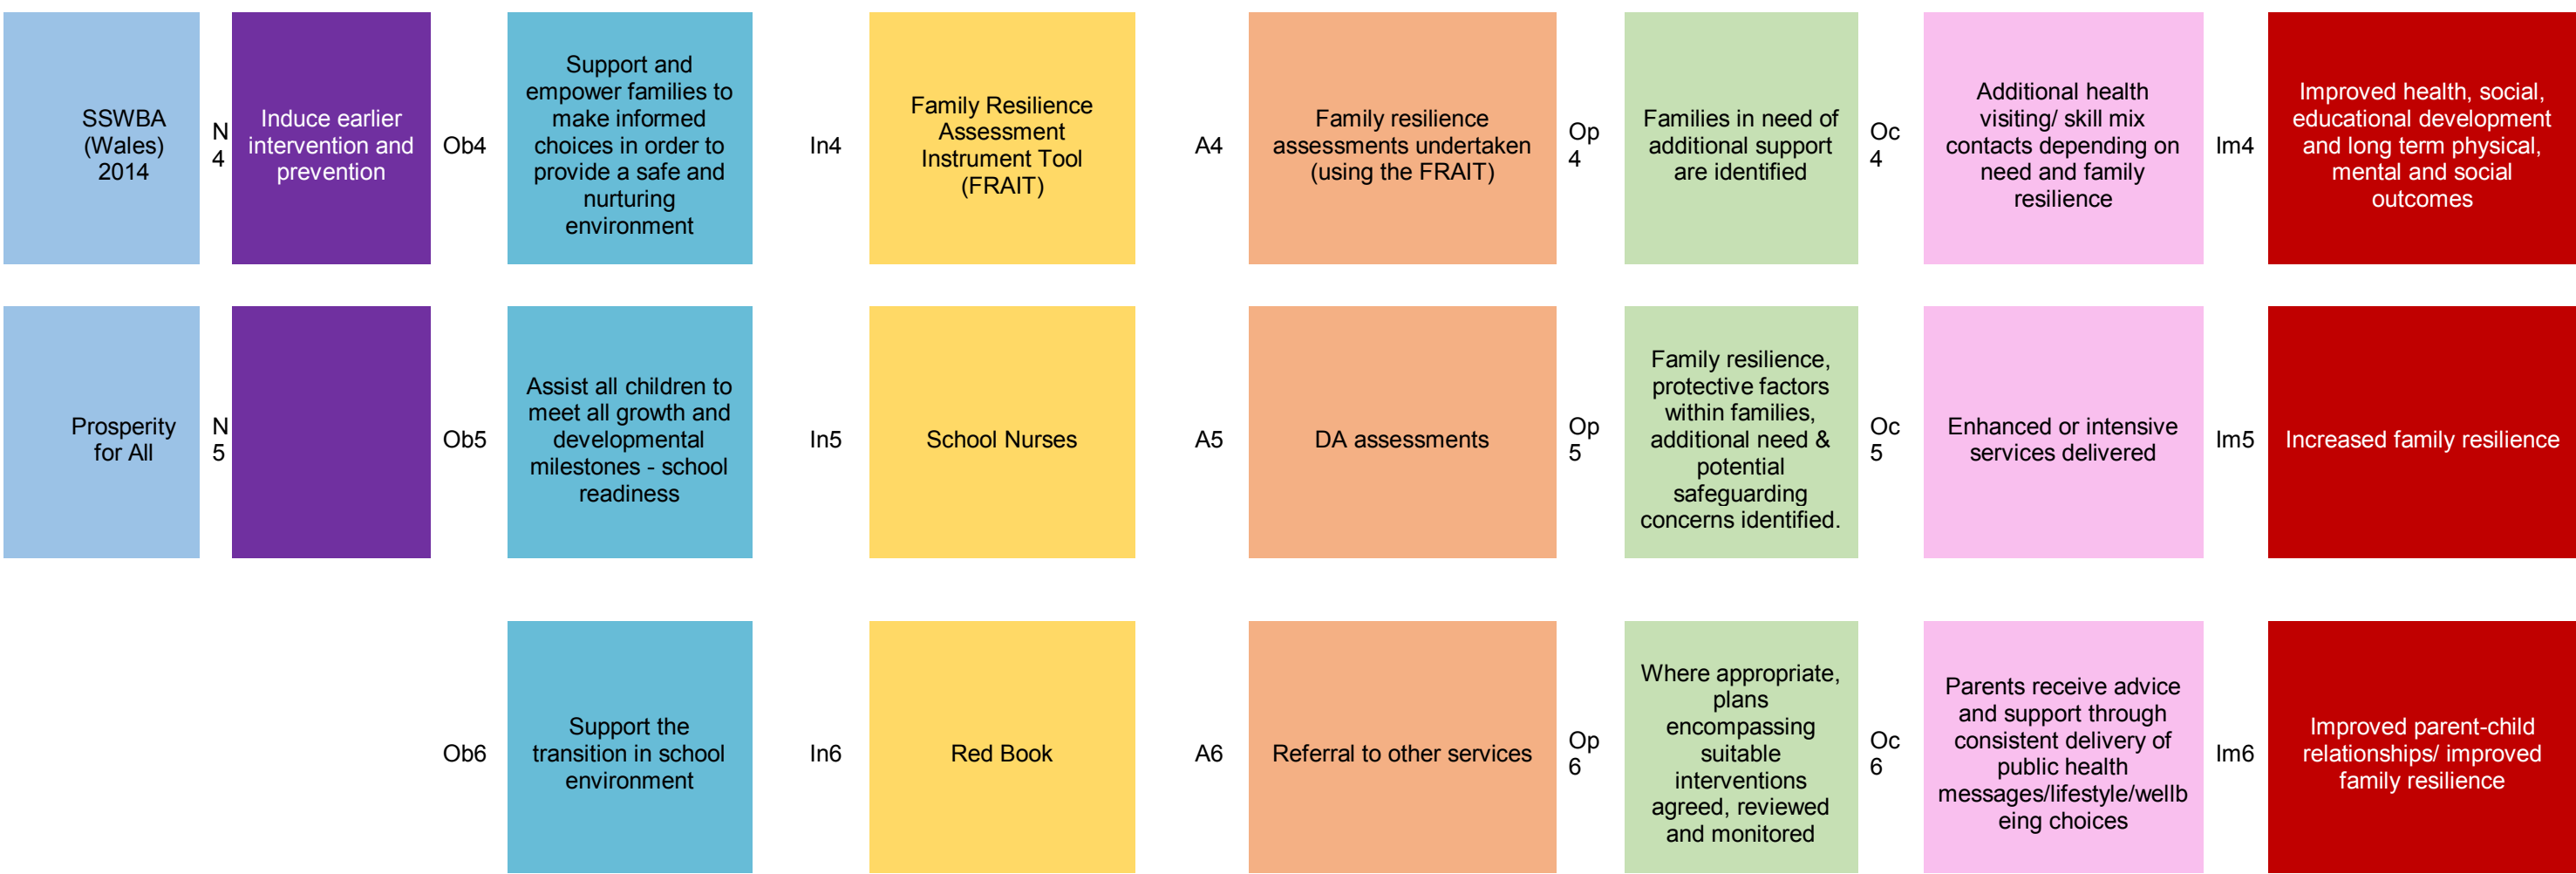 SSWBA
(Wales)
2014
N
4
Induce earlier
intervention and
prevention
Ob4
Support and
empower families to
make informed
choices in order to
provide a safe and
nurturing
environment
In4
Family Resilience
Assessment
Instrument Tool
(FRAIT)
A4
Family resilience
assessments undertaken
(using the FRAIT)
Op
4
Families in need of
additional support
are identified
Oc
4
Additional health
visiting/ skill mix
contacts depending on
need and family
resilience
Im4
Improved health, social,
educational development
and long term physical,
mental and social
outcomes
Prosperity
for All
N
5
Ob5
Assist all children to
meet all growth and
developmental
milestones - school
readiness
In5
School Nurses
A5
DA assessments
Op
5
Family resilience,
protective factors
within families,
additional need &
potential
safeguarding
concerns identified.
Oc
5
Enhanced or intensive
services delivered
Im5
Increased family resilience
Ob6
Support the
transition in school
environment
In6
Red Book
A6
Referral to other services
Op
6
Where appropriate,
plans
encompassing
suitable
interventions
agreed, reviewed
and monitored
Oc
6
Parents receive advice
and support through
consistent delivery of
public health
messages/lifestyle/wellb
eing choices
Im6
Improved parent-child
relationships/ improved
family resilience